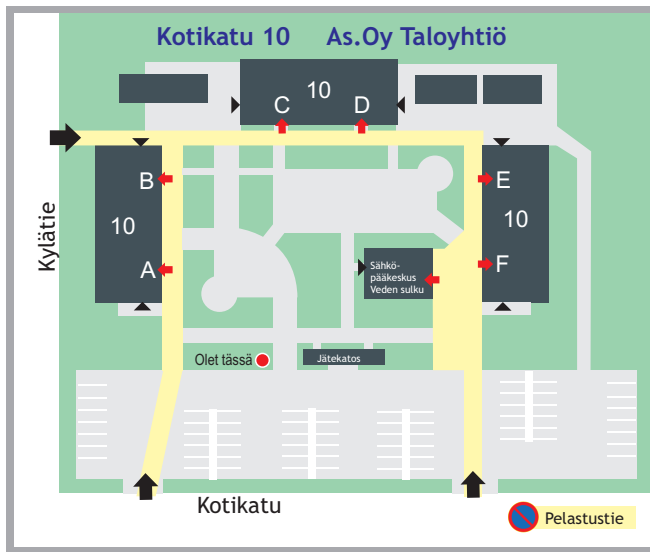 Kotikatu 10 As.Oy Taloyhtiö
10
C D
B
E
10
10
Kylätie
A
F
Sähkö-
pääkeskus
Veden sulku
Olet tässä
Jätekatos
Kotikatu
Pelastustie